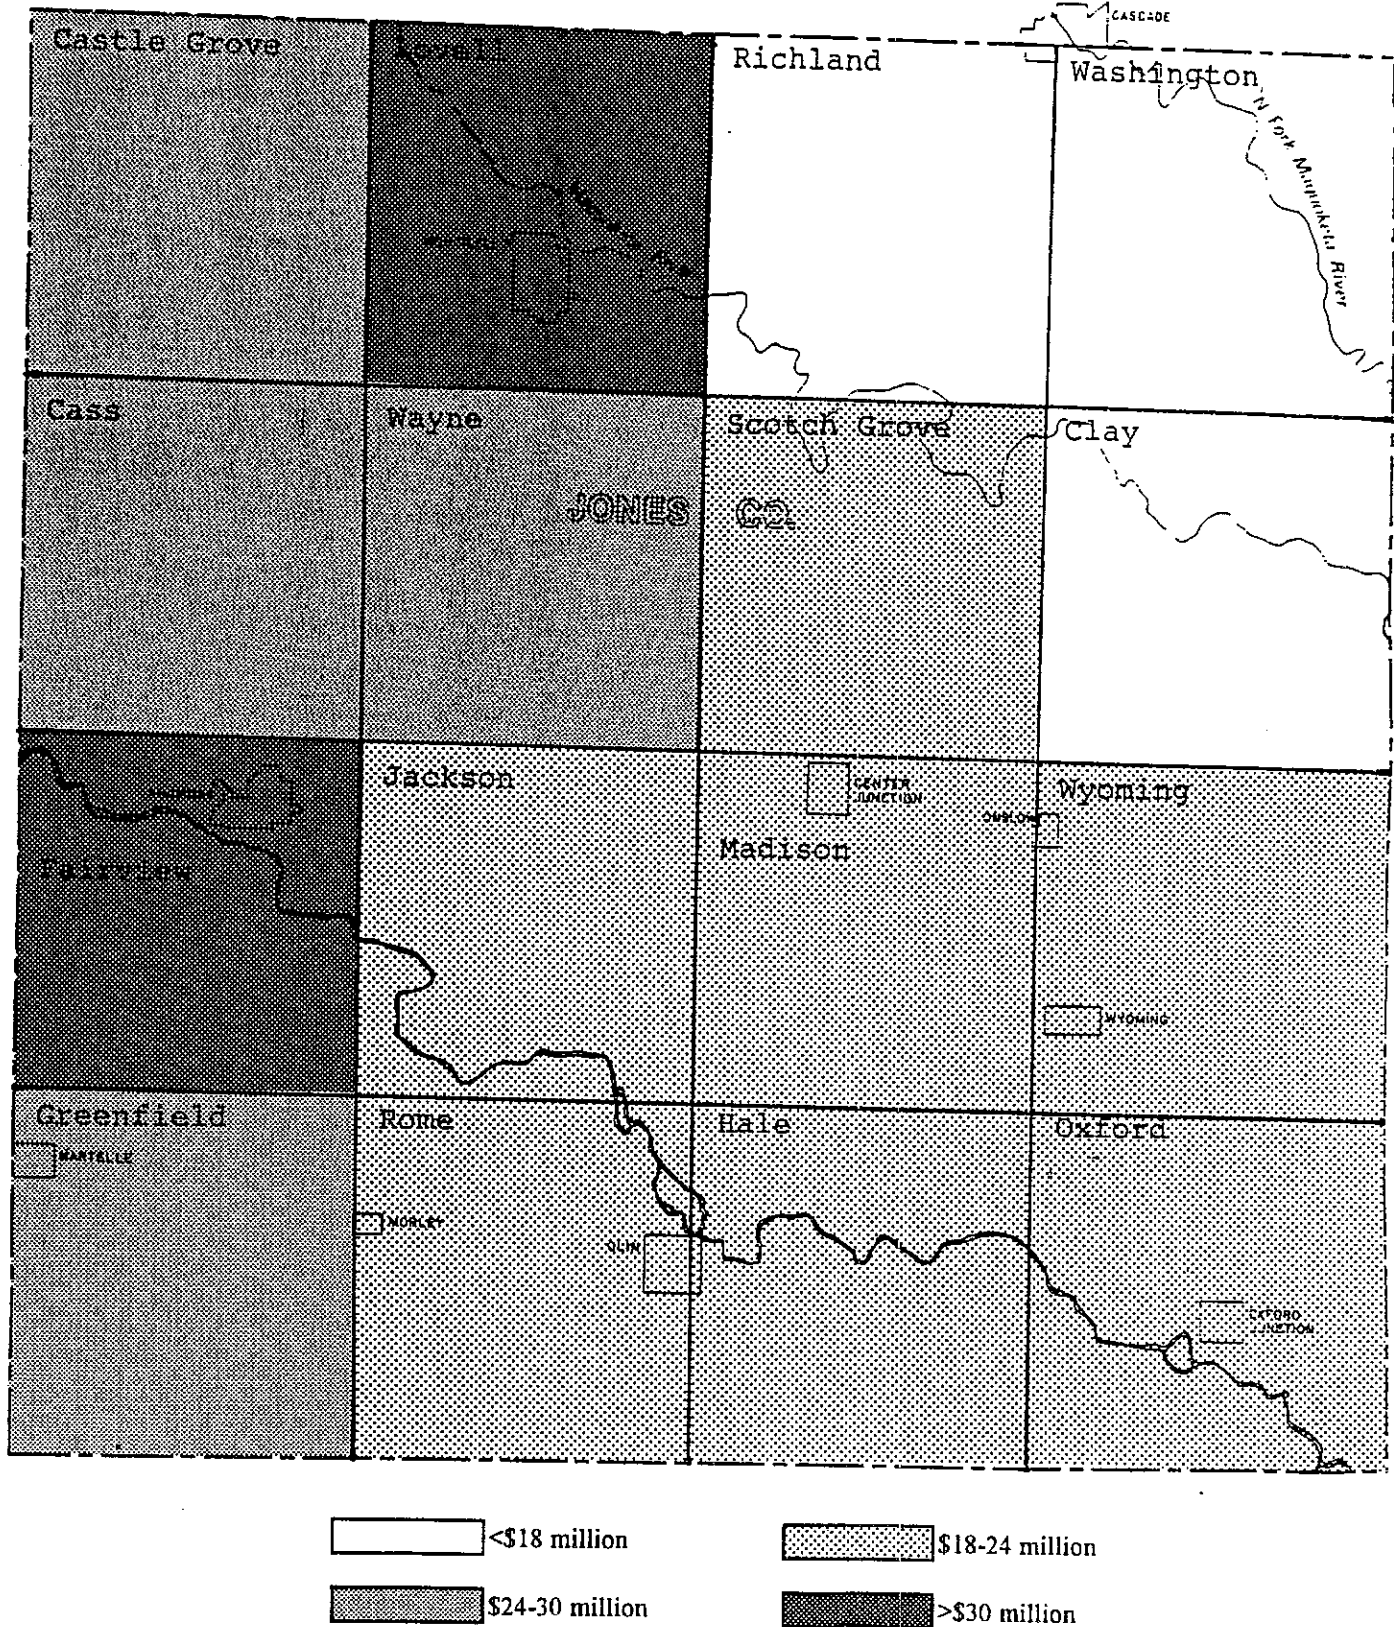 CASCADE
Castle Grove
Lovell
Richland
Washington
N Fork Maquoketa River
Cass
Wayne
Scotch Grove
Clay
JONES CO.
Jackson
CENTER
JUNCTION
Wyoming
ONSLOW
Madison
Fairview
WYOMING
Greenfield
Rome
Hale
Oxford
MARTELLE
MORLEY
OLIN
OXFORD
JUNCTION
<$18 million
$18-24 million
$24-30 million
>$30 million